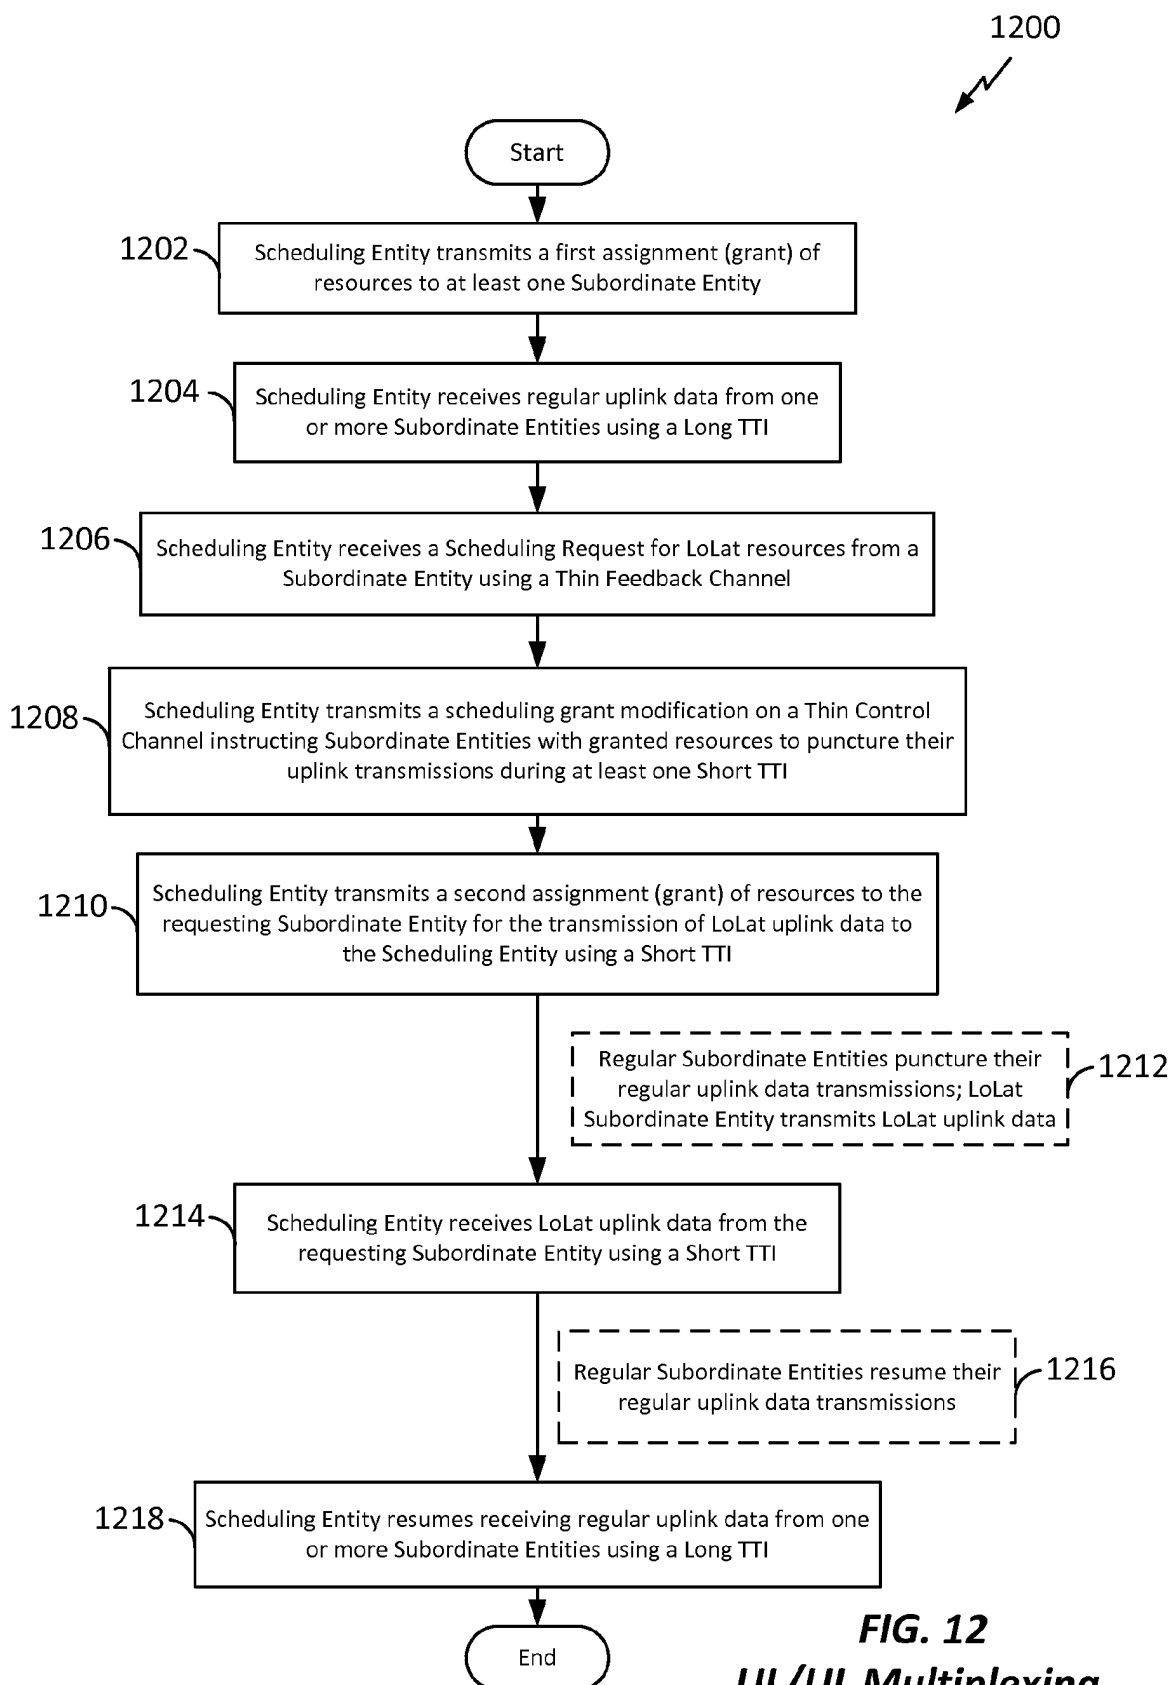 1200
Start
1202
Scheduling Entity transmits a first assignment (grant) of
resources to at least one Subordinate Entity
1204
Scheduling Entity receives regular uplink data from one
or more Subordinate Entities using a Long TTI
1206
Scheduling Entity receives a Scheduling Request for LoLat resources from a
Subordinate Entity using a Thin Feedback Channel
1208
Scheduling Entity transmits a scheduling grant modification on a Thin Control
Channel instructing Subordinate Entities with granted resources to puncture their
uplink transmissions during at least one Short TTI
1210
Scheduling Entity transmits a second assignment (grant) of resources to the
requesting Subordinate Entity for the transmission of LoLat uplink data to
the Scheduling Entity using a Short TTI
Regular Subordinate Entities puncture their
regular uplink data transmissions; LoLat
Subordinate Entity transmits LoLat uplink data
1212
1214
Scheduling Entity receives LoLat uplink data from the
requesting Subordinate Entity using a Short TTI
Regular Subordinate Entities resume their
regular uplink data transmissions
1216
1218
Scheduling Entity resumes receiving regular uplink data from one
or more Subordinate Entities using a Long TTI
End
FIG. 12
UL/UL Multiplexing